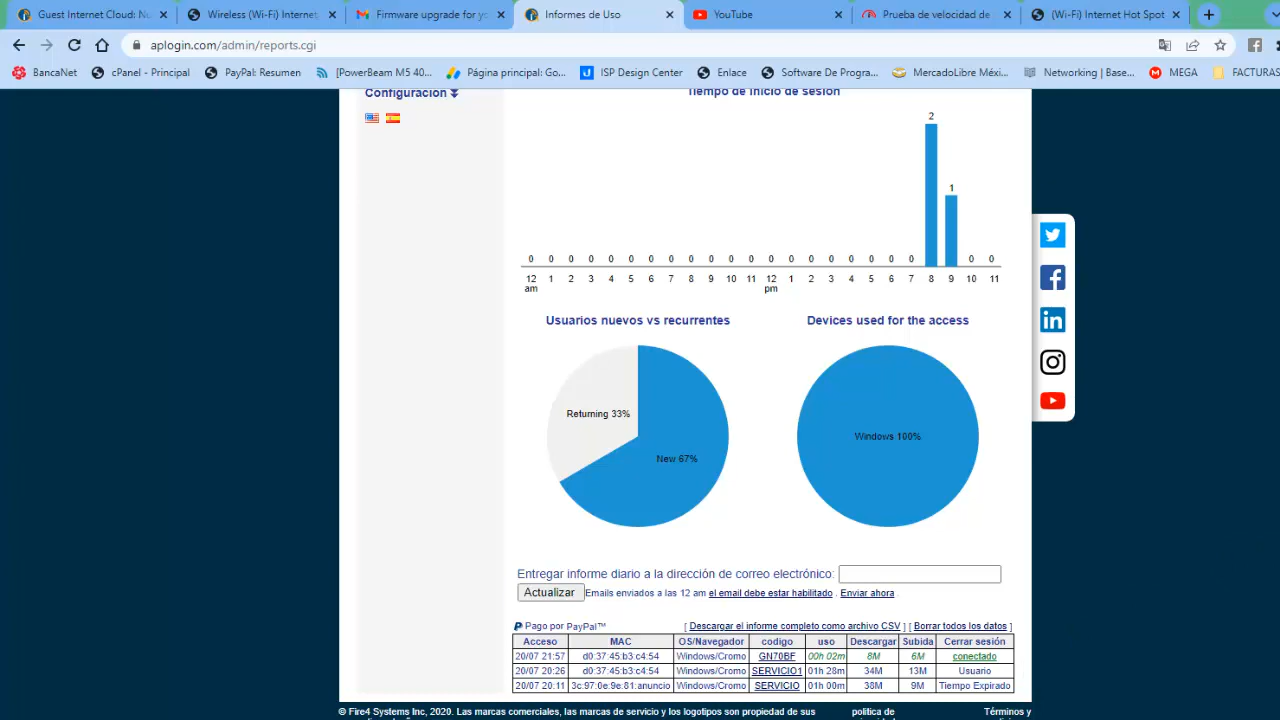 Guest Internet Cloud: Nu
Wireless (Wi-Fi) Internet
Firmware upgrade for yo
Informes de Uso
YouTube
Prueba de velocidad de
(Wi-Fi) Internet Hot Spot
aplogin.com/admin/reports.cgi
BancaNet
cPanel - Principal
PayPal: Resumen
[PowerBeam M5 40...
Página principal: Go...
ISP Design Center
Enlace
Software De Progra...
MercadoLibre Méxi...
Networking | Base...
MEGA
FACTURAS
Configuración
Tiempo de inicio de sesión
2
1
0 0 0 0 0 0 0 0 0 0 0 0 0 0 0 0 0 0 0 0 0 0
12 1 2 3 4 5 6 7 8 9 10 11 12 1 2 3 4 5 6 7 8 9 10 11
am pm
Usuarios nuevos vs recurrentes
Devices used for the access
Returning 33%
New 67%
Windows 100%
Entregar informe diario a la dirección de correo electrónico:
Actualizar Emails enviados a las 12 am el email debe estar habilitado . Enviar ahora .
Pago por PayPal™ [ Descargar el informe completo como archivo CSV ] [ Borrar todos los datos ]
Acceso MAC OS/Navegador codigo uso Descargar Subida Cerrar sesión
20/07 21:57 d0:37:45:b3:c4:54 Windows/Cromo GN70BF 00h 02m 8M 6M conectado
20/07 20:26 d0:37:45:b3:c4:54 Windows/Cromo SERVICIO1 01h 28m 34M 13M Usuario
20/07 20:11 3c:97:0e:9e:81:anuncio Windows/Cromo SERVICIO 01h 00m 38M 9M Tiempo Expirado
© Fire4 Systems Inc, 2020. Las marcas comerciales, las marcas de servicio y los logotipos son propiedad de sus
politica de
Términos y